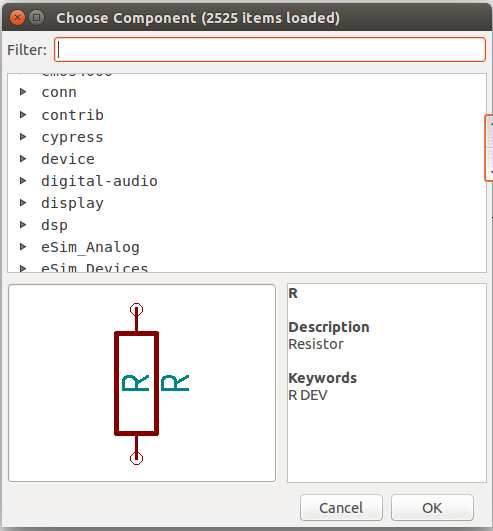 Choose Component (2525 items loaded)
Filter:
cmos4000
conn
contrib
cypress
device
digital-audio
display
dsp
eSim_Analog
eSim_Devices
R
R
R
Description
Resistor
Keywords
R DEV
Cancel
OK